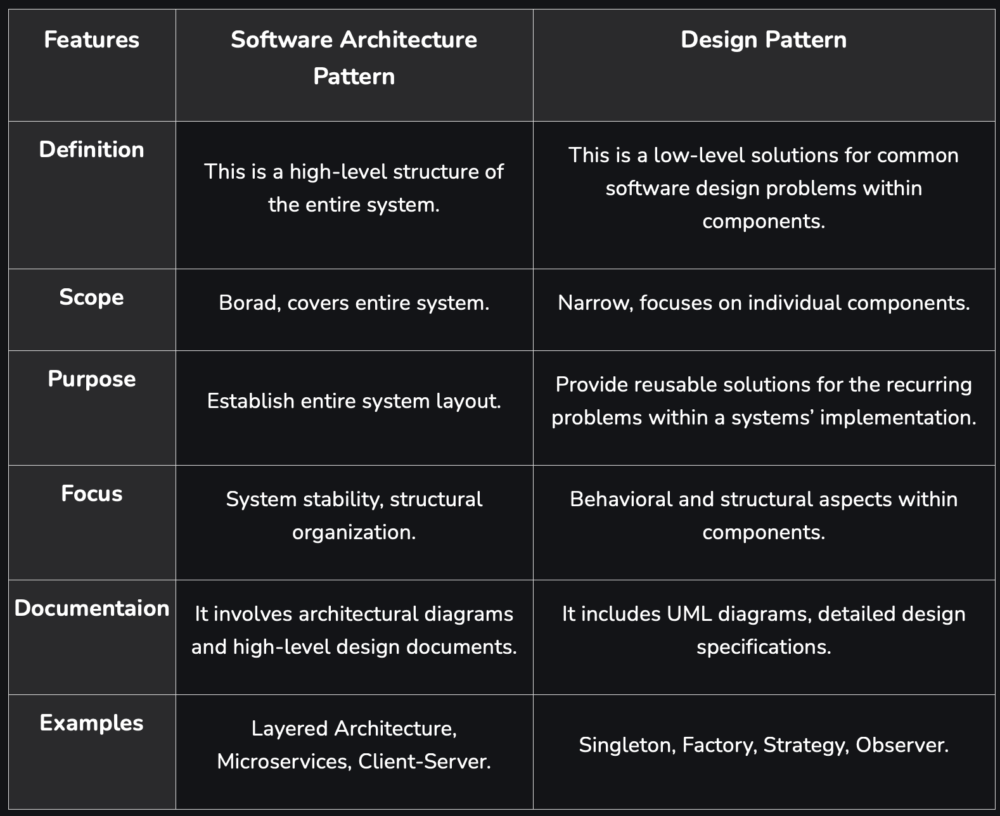 Features
Software Architecture
Pattern
Design Pattern
Definition
This is a high-level structure of
the entire system.
This is a low-level solutions for common
software design problems within
components.
Scope
Borad, covers entire system.
Narrow, focuses on individual components.
Purpose
Establish entire system layout.
Provide reusable solutions for the recurring
problems within a systems’ implementation.
Focus
System stability, structural
organization.
Behavioral and structural aspects within
components.
Documentaion
It involves architectural diagrams
and high-level design documents.
It includes UML diagrams, detailed design
specifications.
Examples
Layered Architecture,
Microservices, Client-Server.
Singleton, Factory, Strategy, Observer.